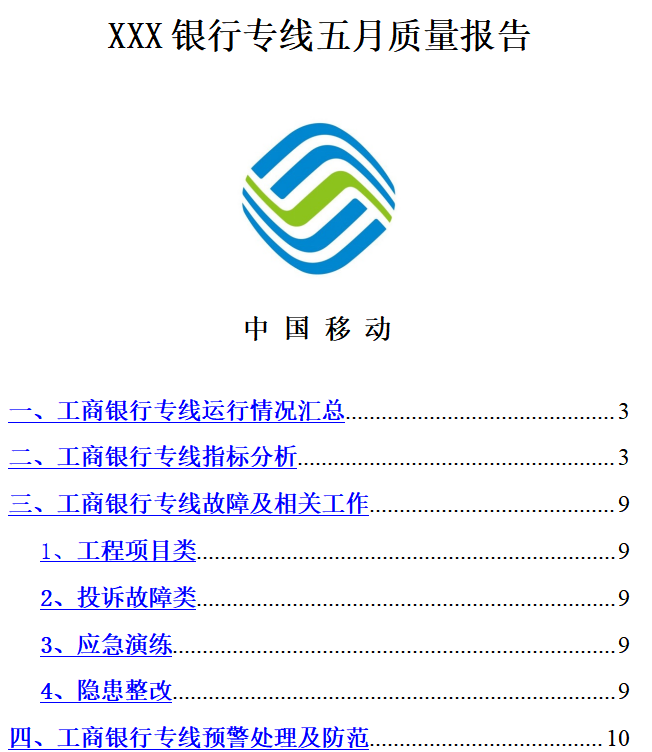 XXX银行专线五月质量报告
中 国 移 动
一、工商银行专线运行情况汇总................................3
二、工商银行专线指标分析................................3
三、工商银行专线故障及相关工作................................9
1、工程项目类................................9
2、投诉故障类................................9
3、应急演练................................9
4、隐患整改................................9
四、工商银行专线预警处理及防范................................10